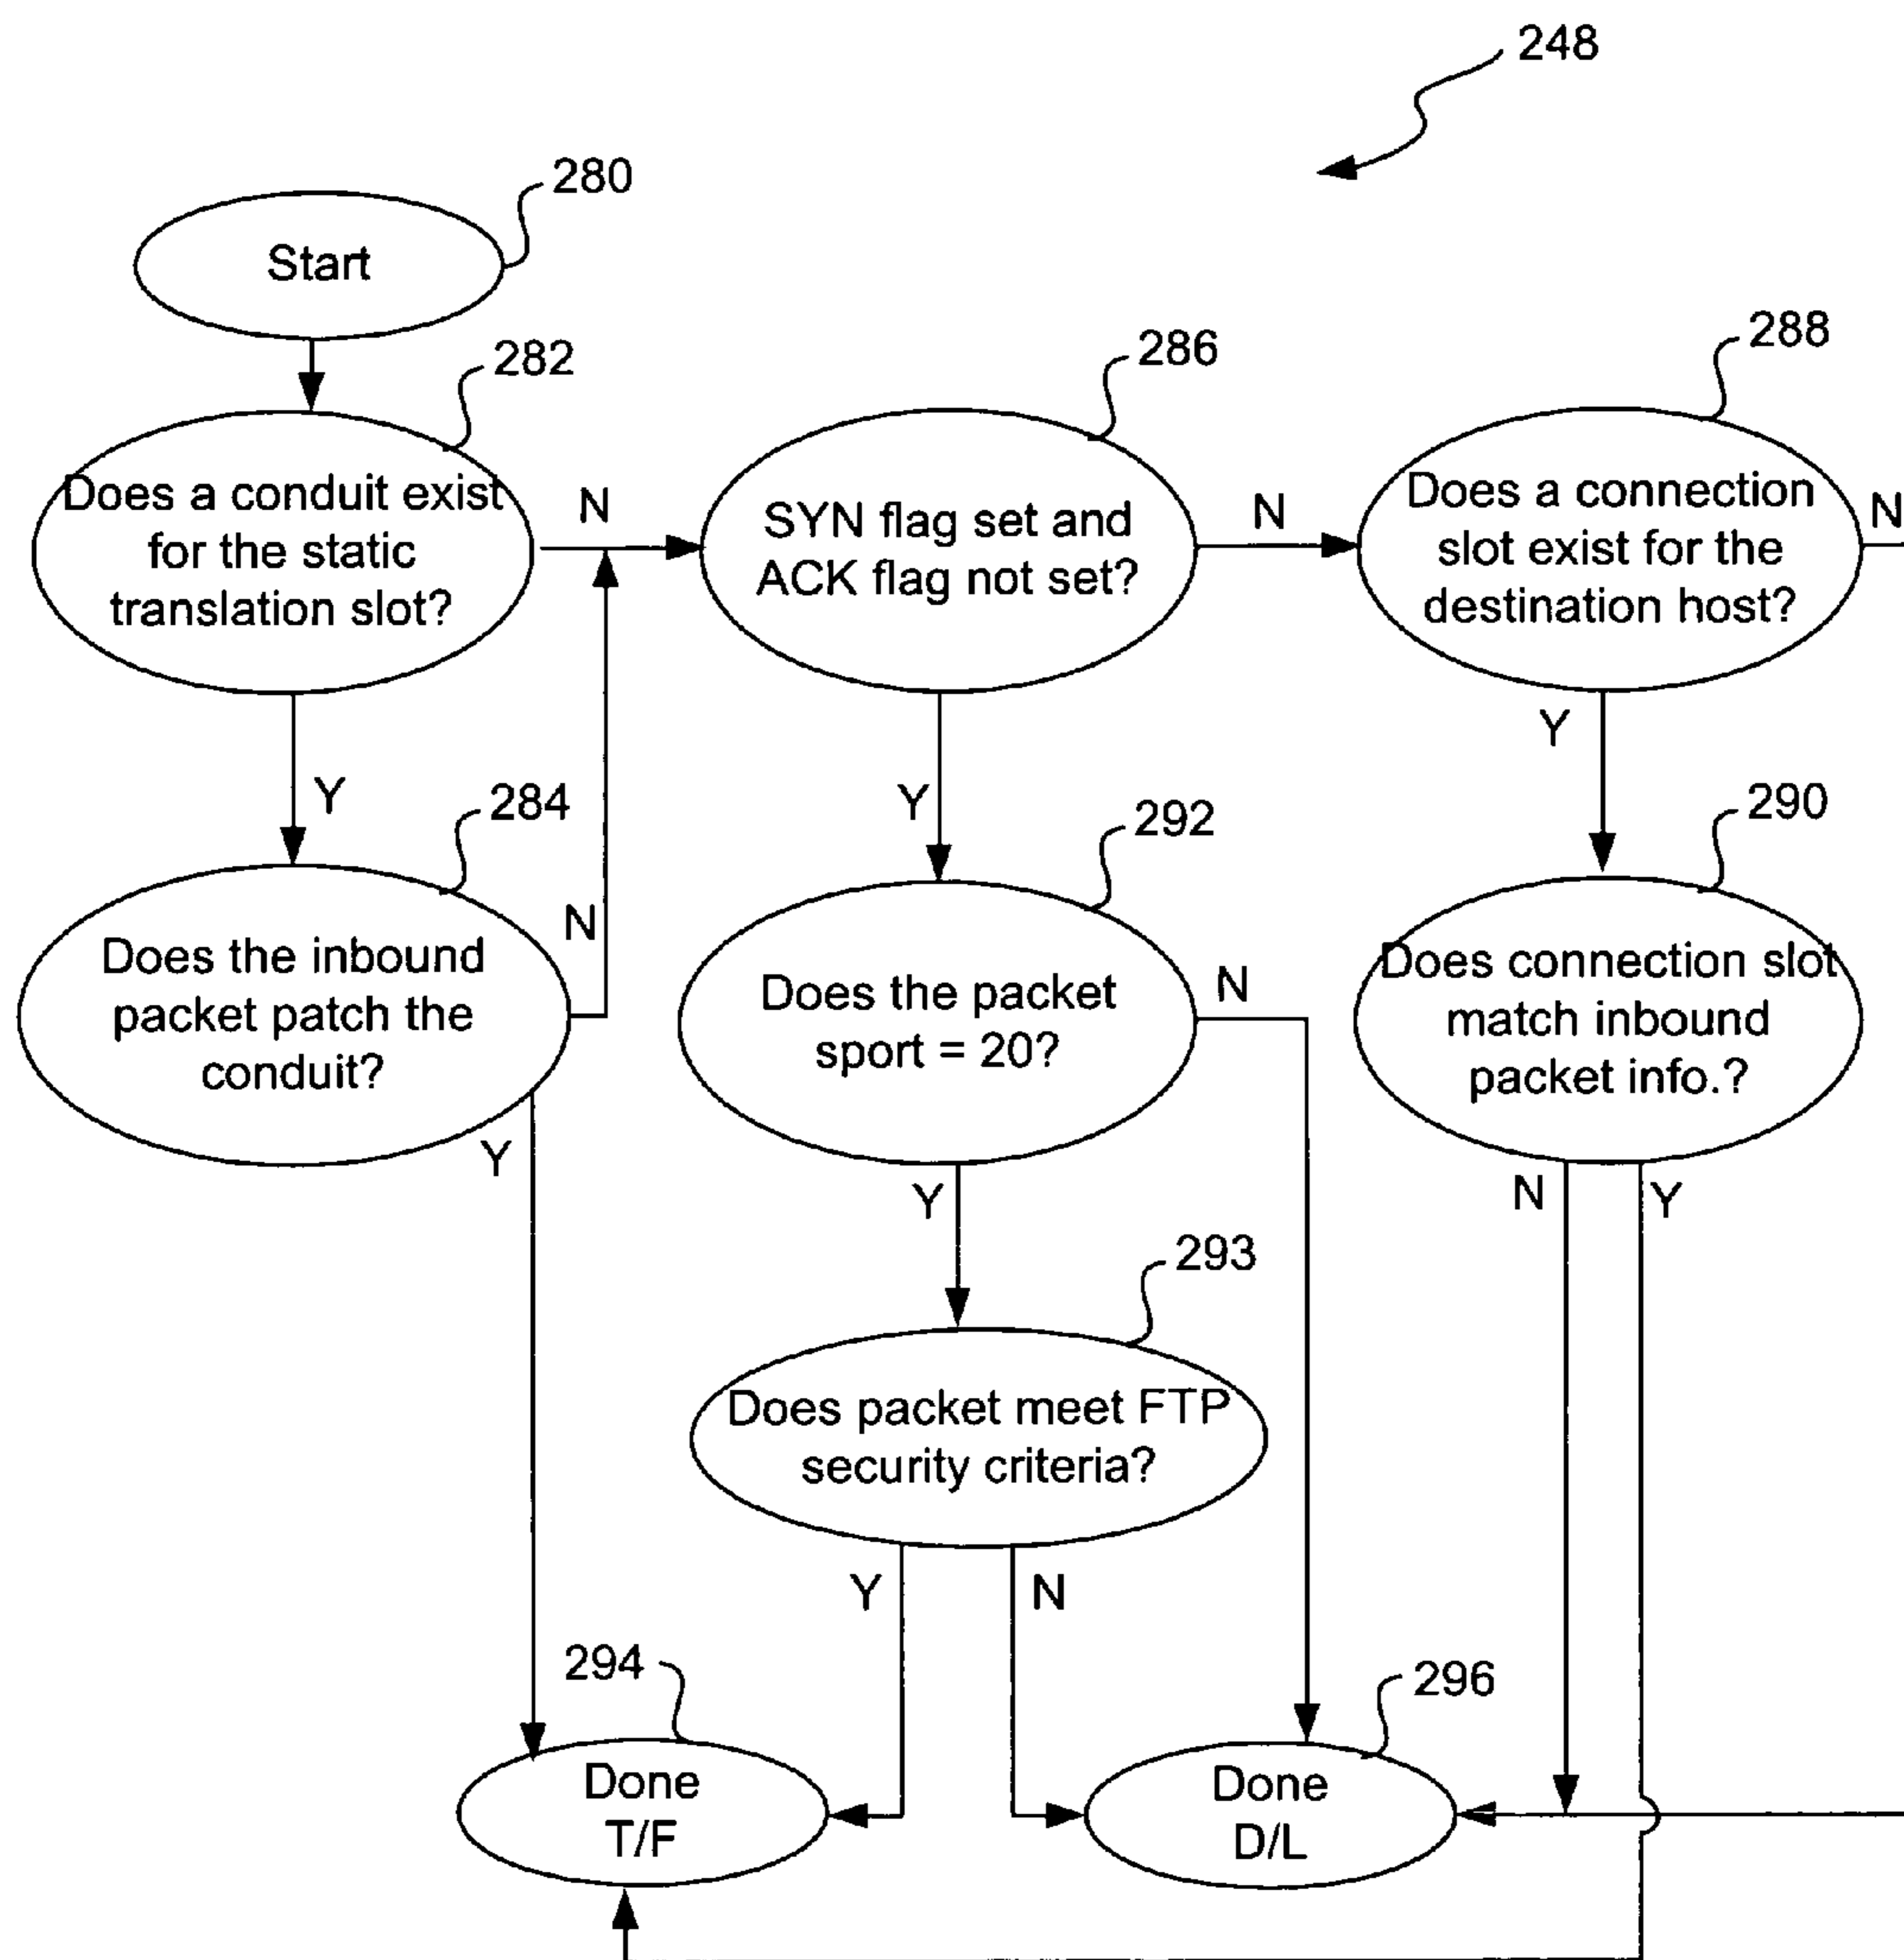 248
280
Start
282
286
288
Does a conduit exist
for the static
translation slot?
N
SYN flag set and
ACK flag not set?
N
Does a connection
slot exist for the
destination host?
N
Y
Y
Y
284
292
290
Does the inbound
packet patch the
conduit?
N
Does the packet
sport = 20?
N
Does connection slot
match inbound
packet info.?
Y
Y
N
Y
293
Does packet meet FTP
security criteria?
Y
N
294
296
Done
T/F
Done
D/L